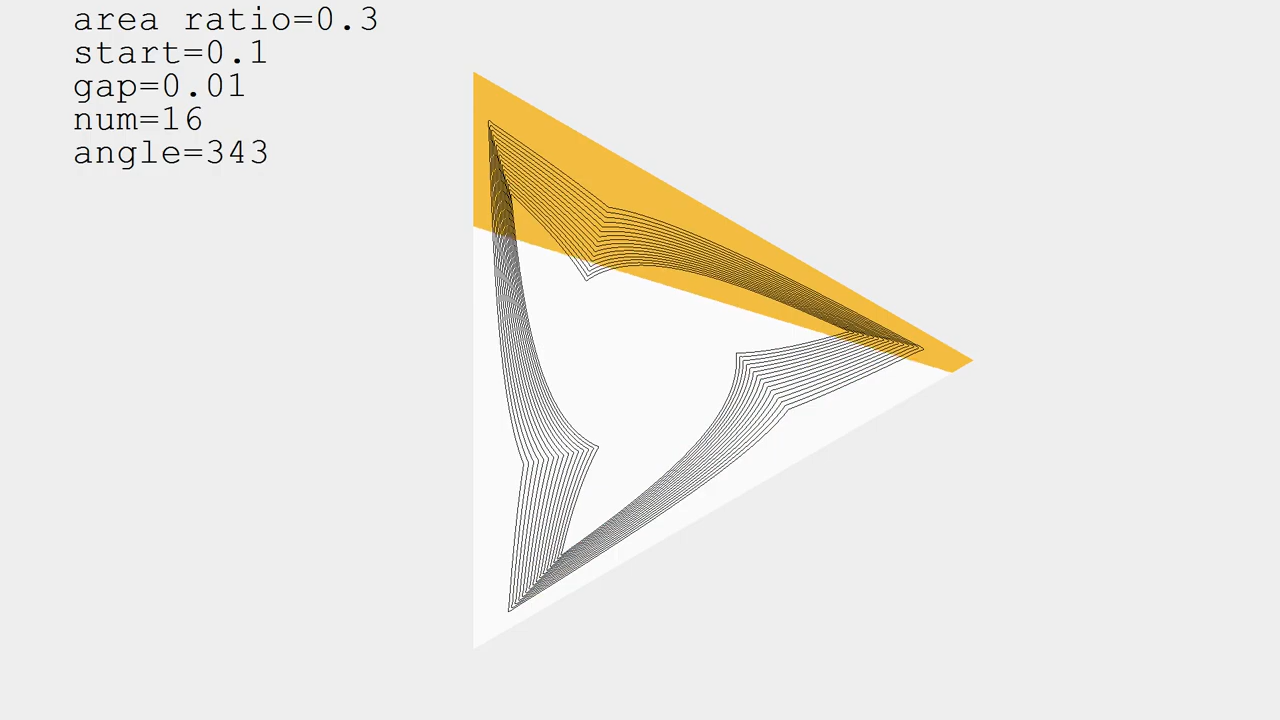 area ratio=0.3
start=0.1
gap=0.01
num=16
angle=343